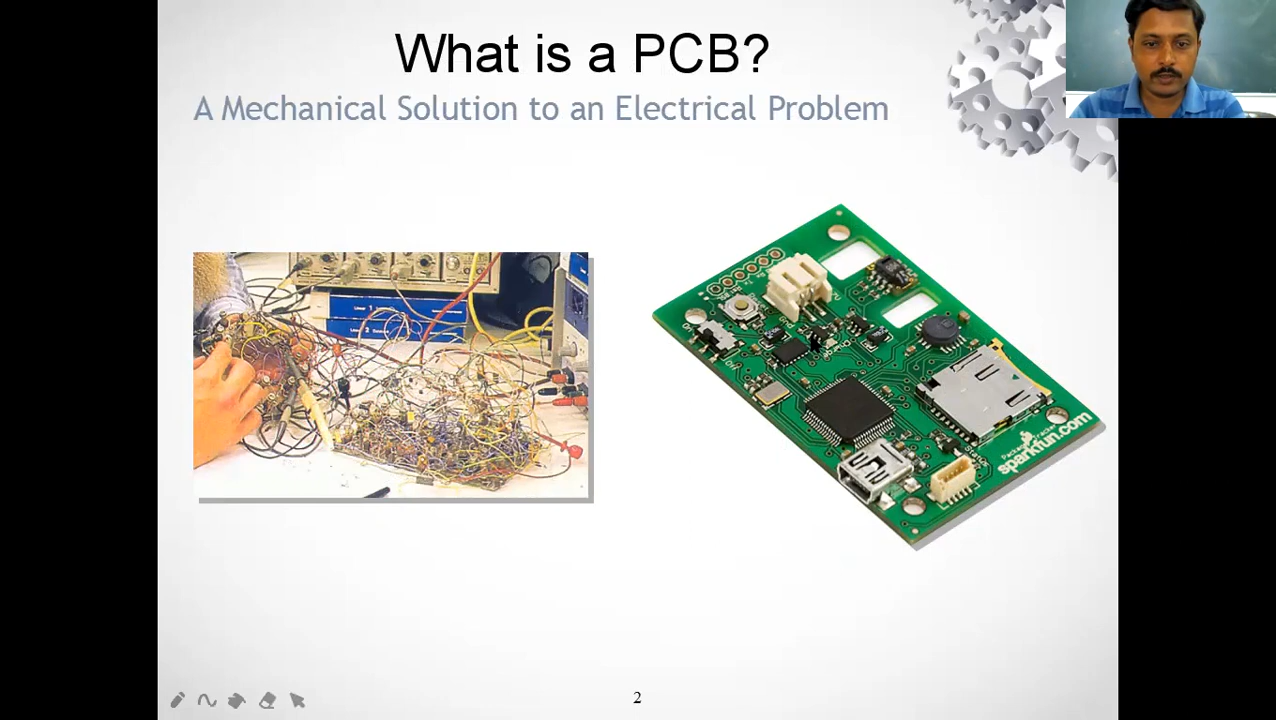 What is a PCB?
A Mechanical Solution to an Electrical Problem
sparkfun.com
2